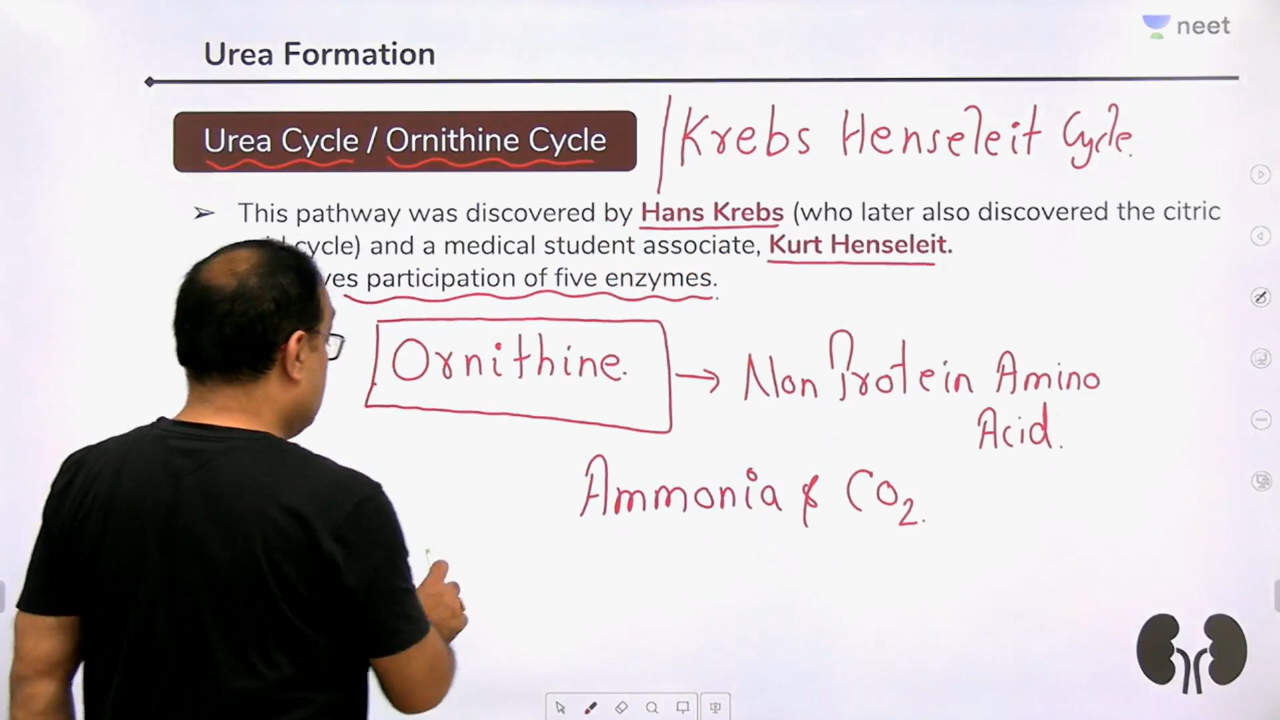 neet
Urea Formation
Urea Cycle / Ornithine Cycle / Krebs Henseleit Cycle.
➢ This pathway was discovered by Hans Krebs (who later also discovered the citric
cycle) and a medical student associate, Kurt Henseleit.
participation of five enzymes.
Ornithine. → Non Protein Amino
Acid.
Ammonia & CO2.